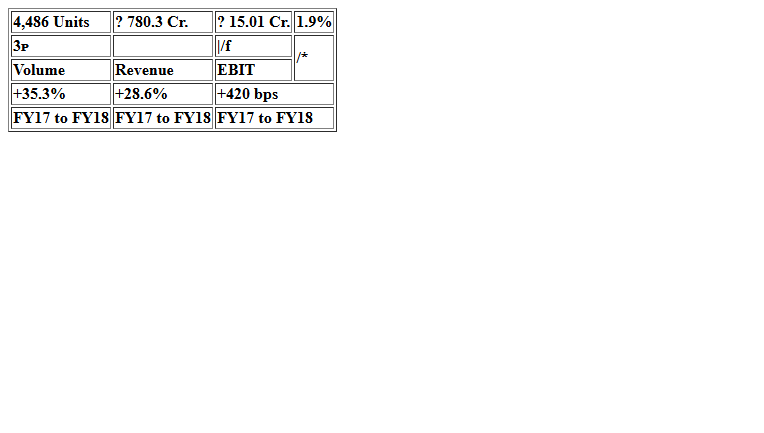 4,486 Units ? 780.3 Cr. ? 15.01 Cr. 1.9%
3ᴘ |/f /*
Volume Revenue EBIT
+35.3% +28.6% +420 bps
FY17 to FY18 FY17 to FY18 FY17 to FY18